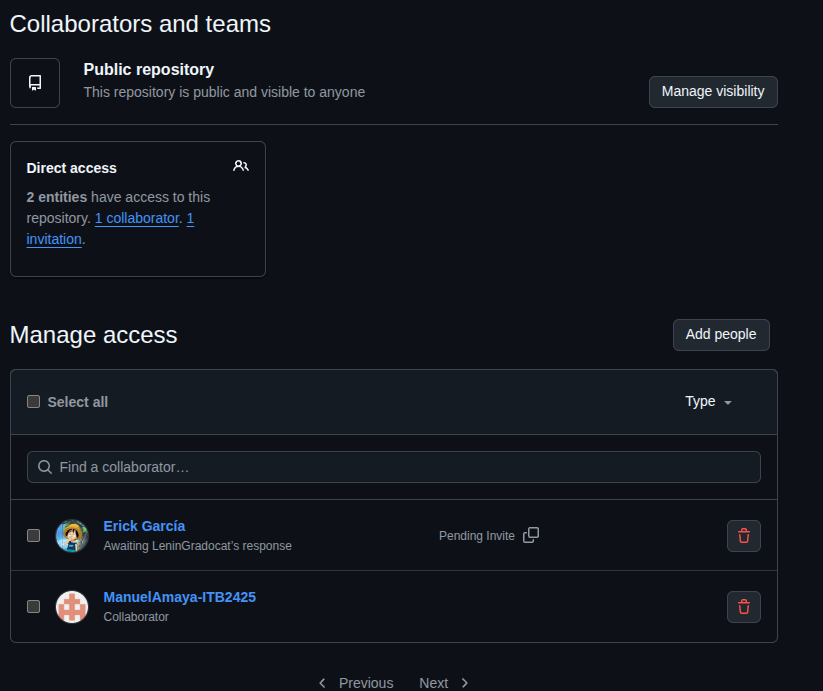 Collaborators and teams
Public repository
This repository is public and visible to anyone
Manage visibility
Direct access
2 entities have access to this
repository. 1 collaborator. 1
invitation.
Manage access
Add people
Select all
Type
Find a collaborator…
Erick García
Awaiting LeninGradocat's response
Pending Invite
ManuelAmaya-ITB2425
Collaborator
Previous Next